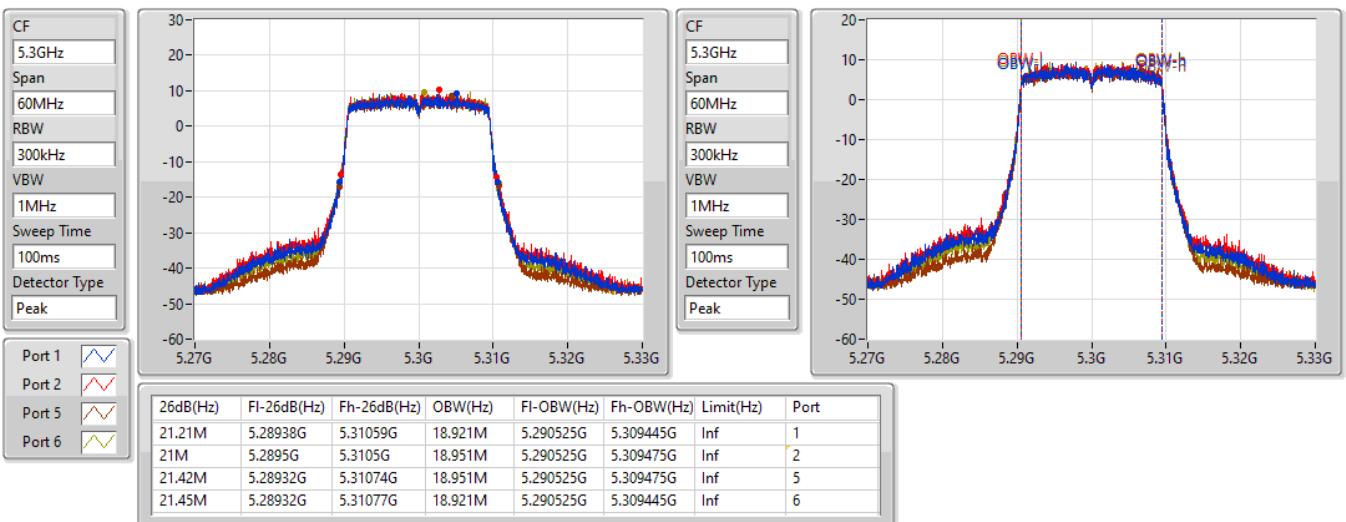 CF
5.3GHz
Span
60MHz
RBW
300kHz
VBW
1MHz
Sweep Time
100ms
Detector Type
Peak
30
20
10
0
-10
-20
-30
-40
-50
-60
5.27G 5.28G 5.29G 5.3G 5.31G 5.32G 5.33G
CF
5.3GHz
Span
60MHz
RBW
300kHz
VBW
1MHz
Sweep Time
100ms
Detector Type
Peak
20
10
0
-10
-20
-30
-40
-50
-60
OBW-l OBW-h
5.27G 5.28G 5.29G 5.3G 5.31G 5.32G 5.33G
Port 1
Port 2
Port 5
Port 6
26dB(Hz) Fl-26dB(Hz) Fh-26dB(Hz) OBW(Hz) Fl-OBW(Hz) Fh-OBW(Hz) Limit(Hz) Port
21.21M 5.28938G 5.31059G 18.921M 5.290525G 5.309445G Inf 1
21M 5.2895G 5.3105G 18.951M 5.290525G 5.309475G Inf 2
21.42M 5.28932G 5.31074G 18.951M 5.290525G 5.309475G Inf 5
21.45M 5.28932G 5.31077G 18.921M 5.290525G 5.309445G Inf 6